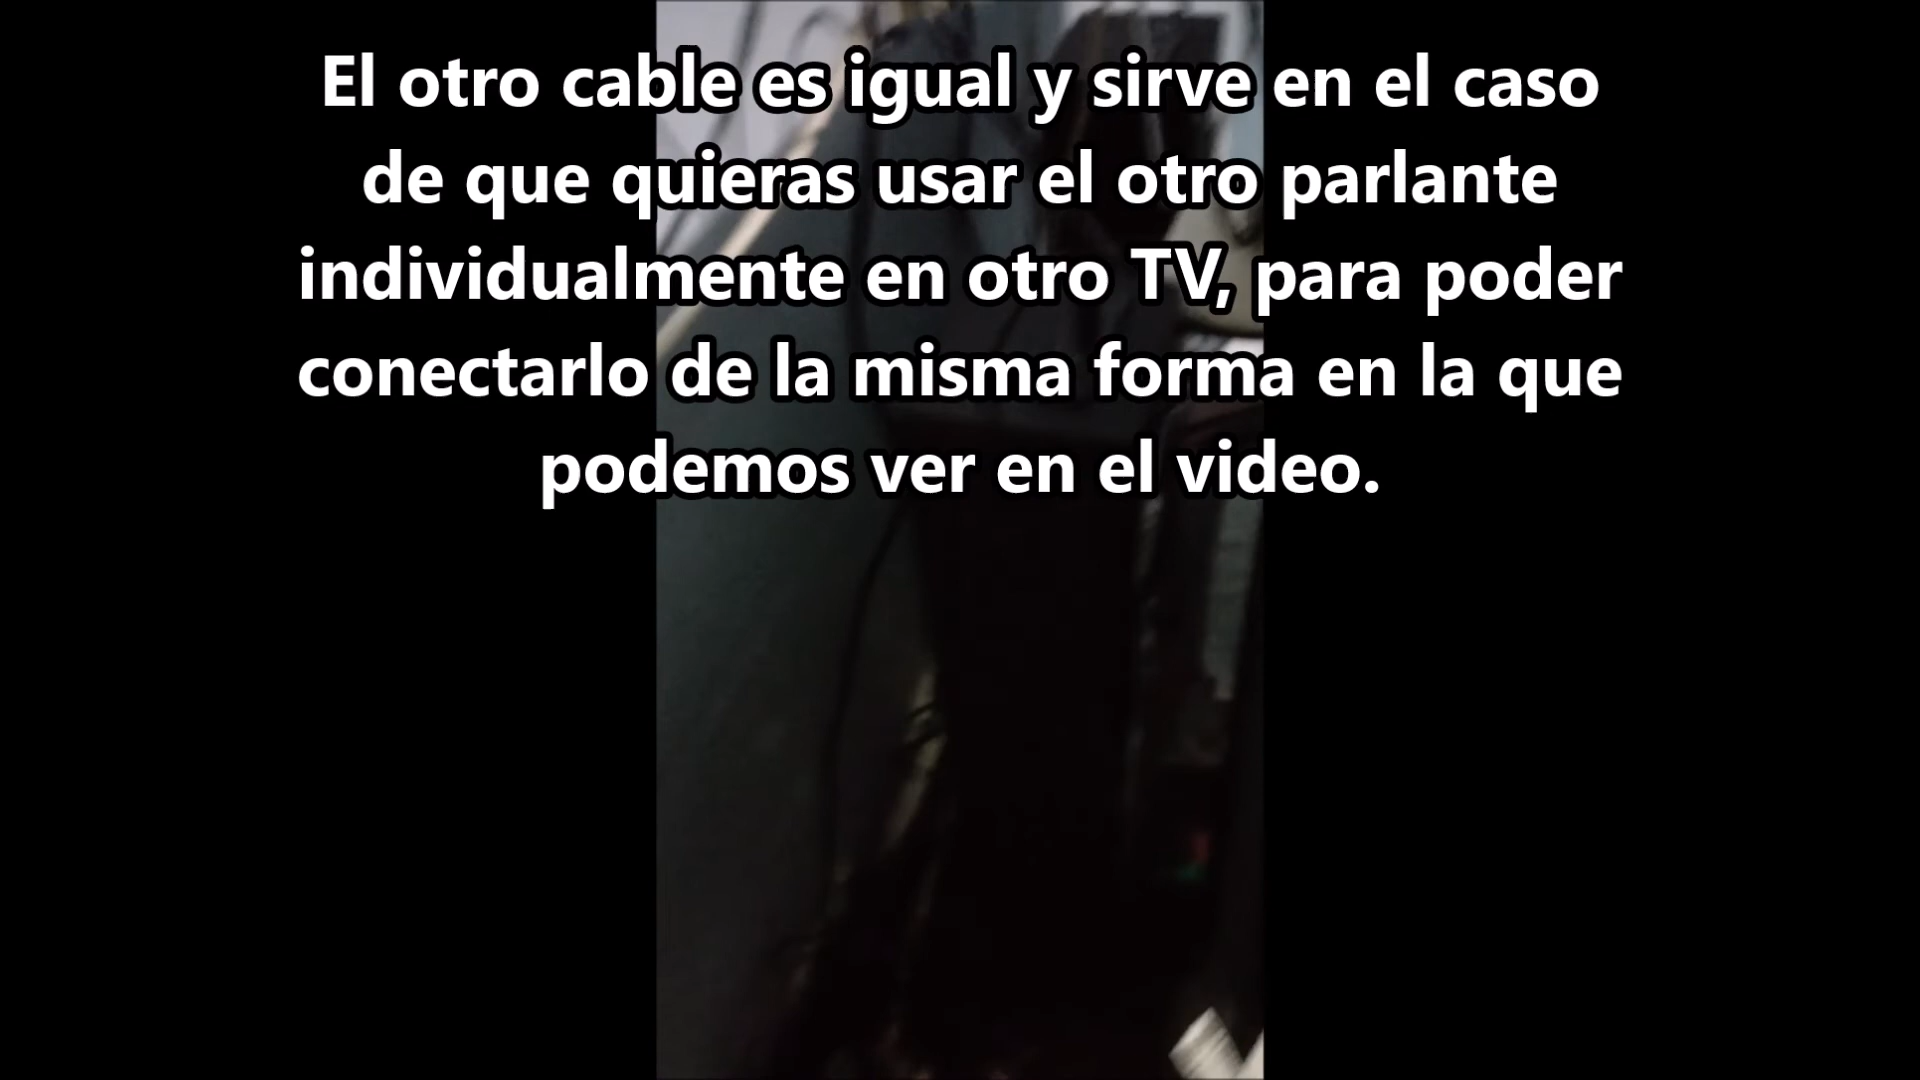 El otro cable es igual y sirve en el caso
de que quieras usar el otro parlante
individualmente en otro TV, para poder
conectarlo de la misma forma en la que
podemos ver en el video.